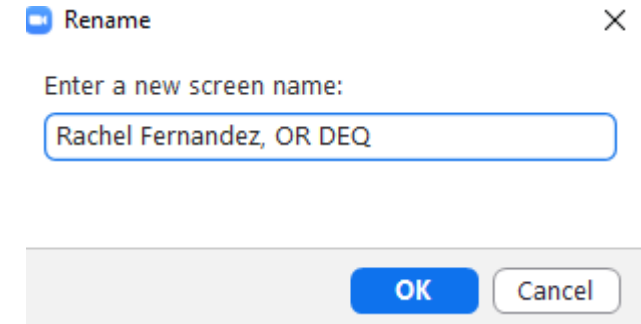 Rename
Enter a new screen name:
Rachel Fernandez, OR DEQ
OK Cancel